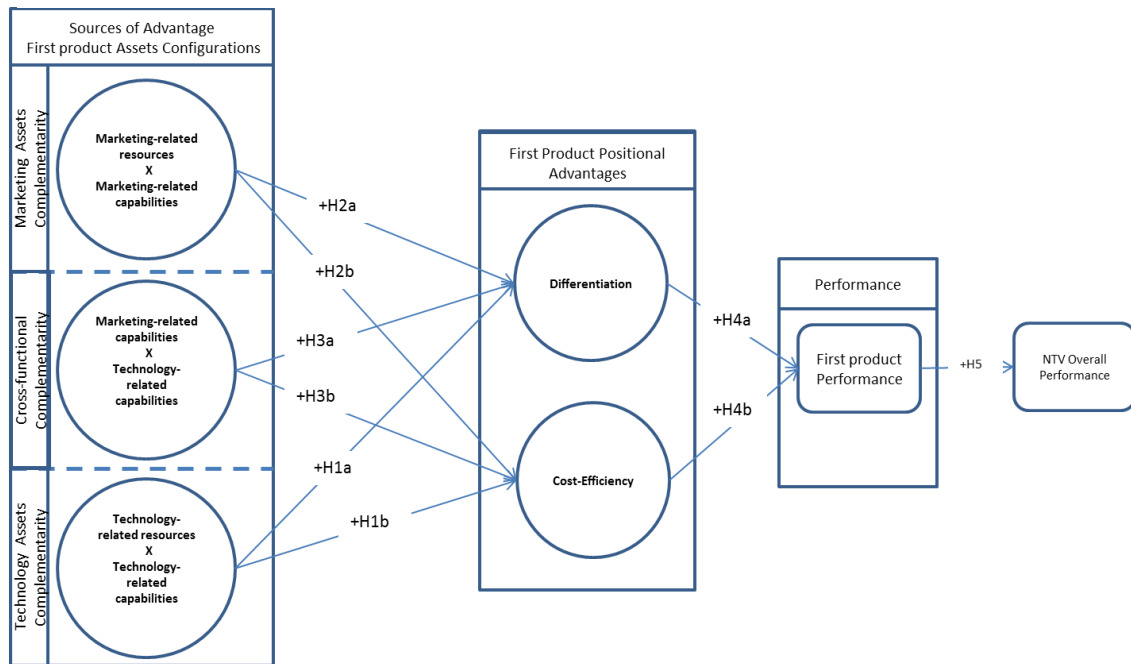 Sources of Advantage
First product Assets Configurations
Marketing Assets
Complementarity
Marketing-related
resources
X
Marketing-related
capabilities
Cross-functional
Complementarity
Marketing-related
capabilities
X
Technology-
related
capabilities
Technology Assets
Complementarity
Technology-
related resources
X
Technology-
related
capabilities
+H2a
+H2b
+H3a
+H3b
+H1a
+H1b
First Product Positional
Advantages
Differentiation
Cost-Efficiency
+H4a
+H4b
Performance
First product
Performance
+H5
NTV Overall
Performance